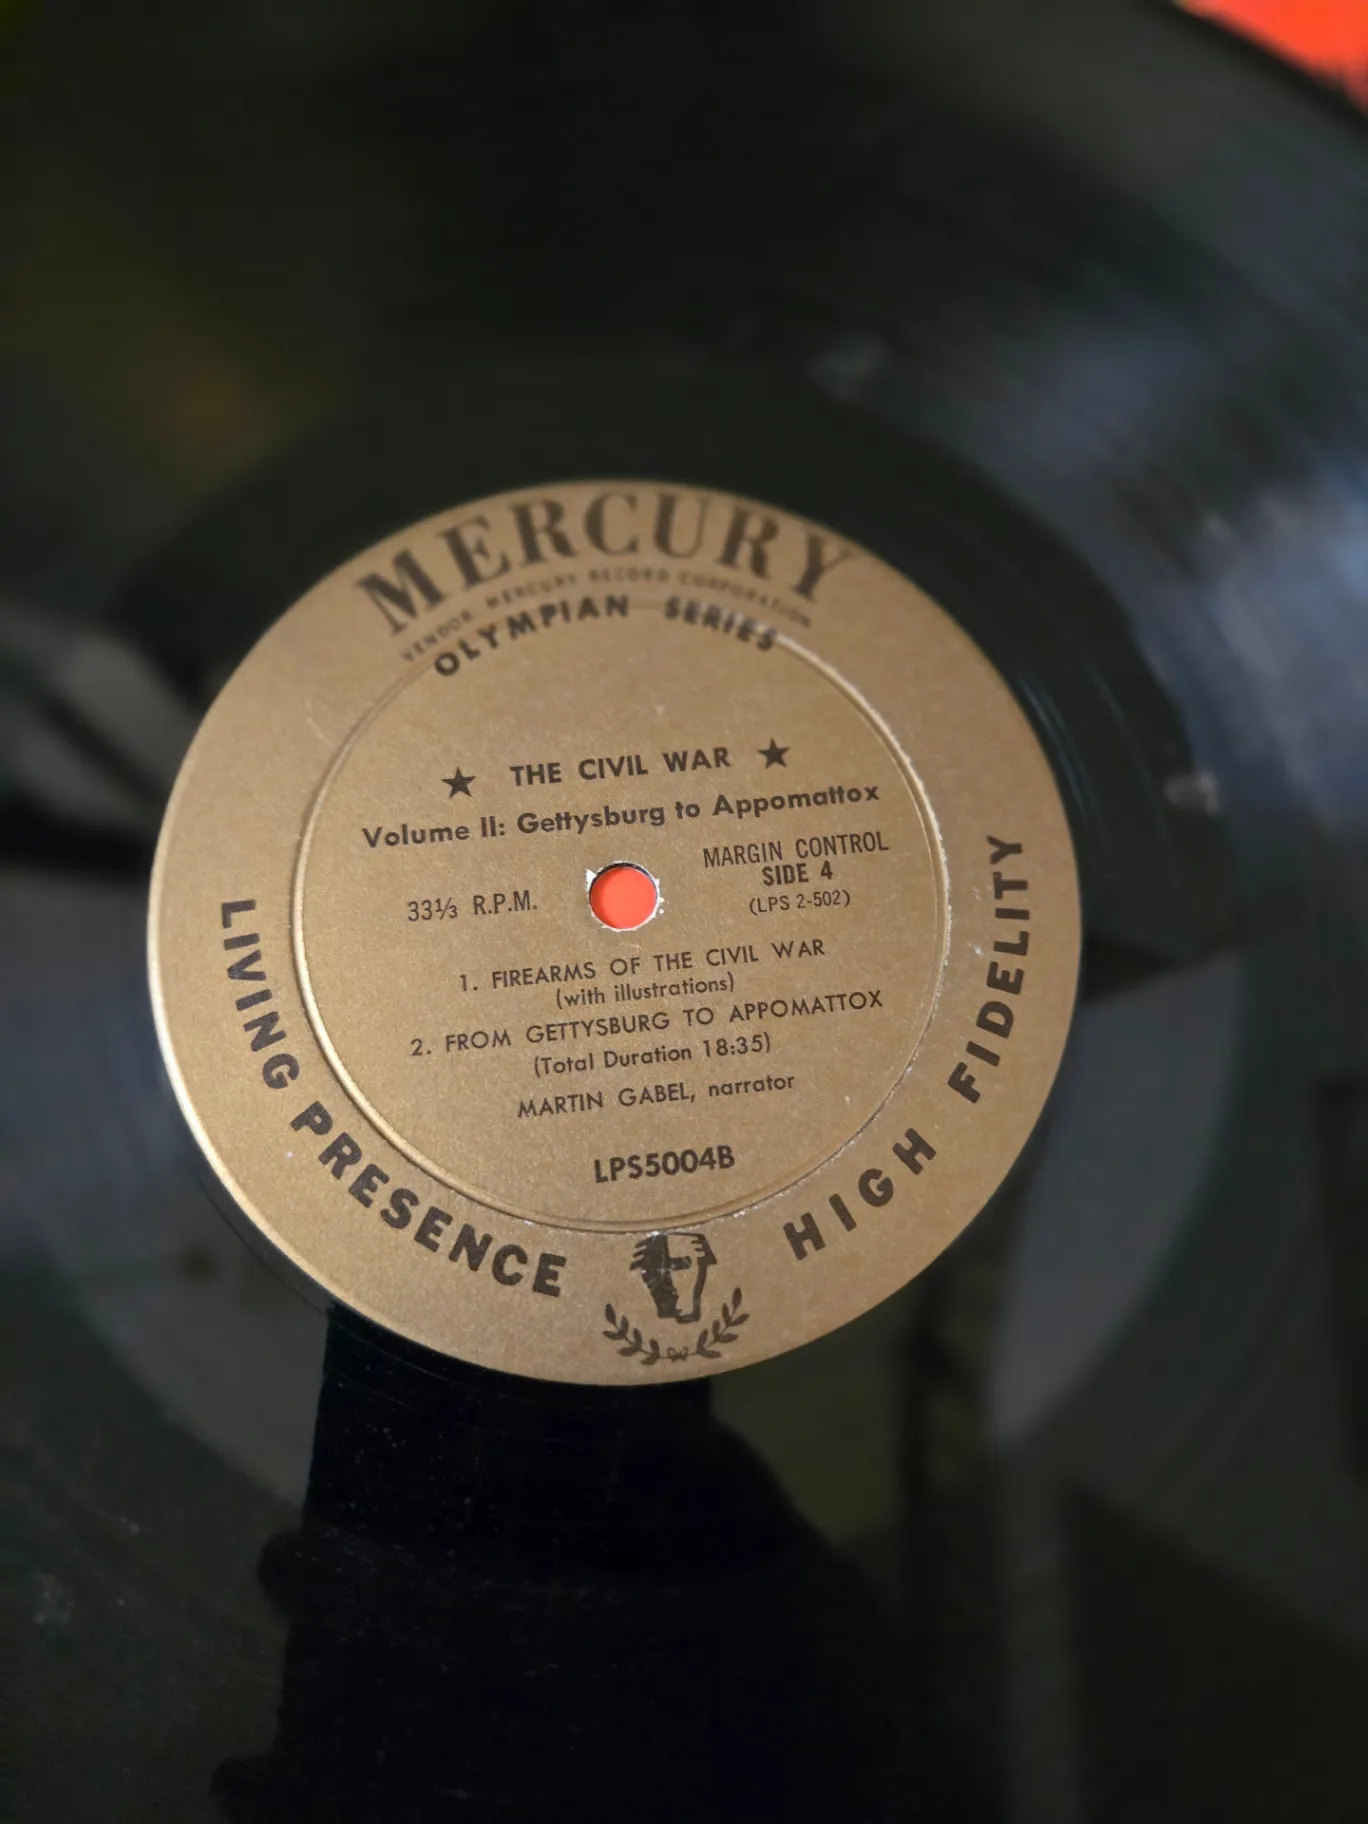 MERCURY
VENDOR: MERCURY RECORD CORPORATION
OLYMPIAN SERIES
★ THE CIVIL WAR ★
Volume II: Gettysburg to Appomattox
MARGIN CONTROL
SIDE 4
33⅓ R.P.M.
(LPS 2-502)
1. FIREARMS OF THE CIVIL WAR
(with illustrations)
2. FROM GETTYSBURG TO APPOMATTOX
(Total Duration 18:35)
MARTIN GABEL, narrator
LPS5004B
LIVING PRESENCE
HIGH FIDELITY